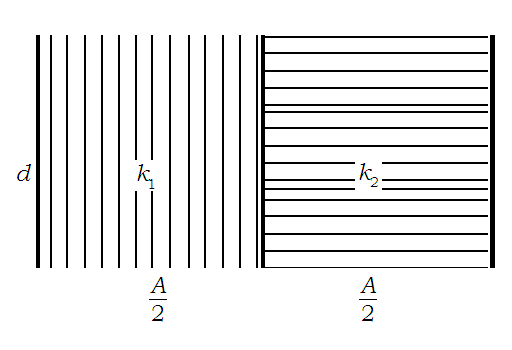 d k₁ k₂
A/2 A/2